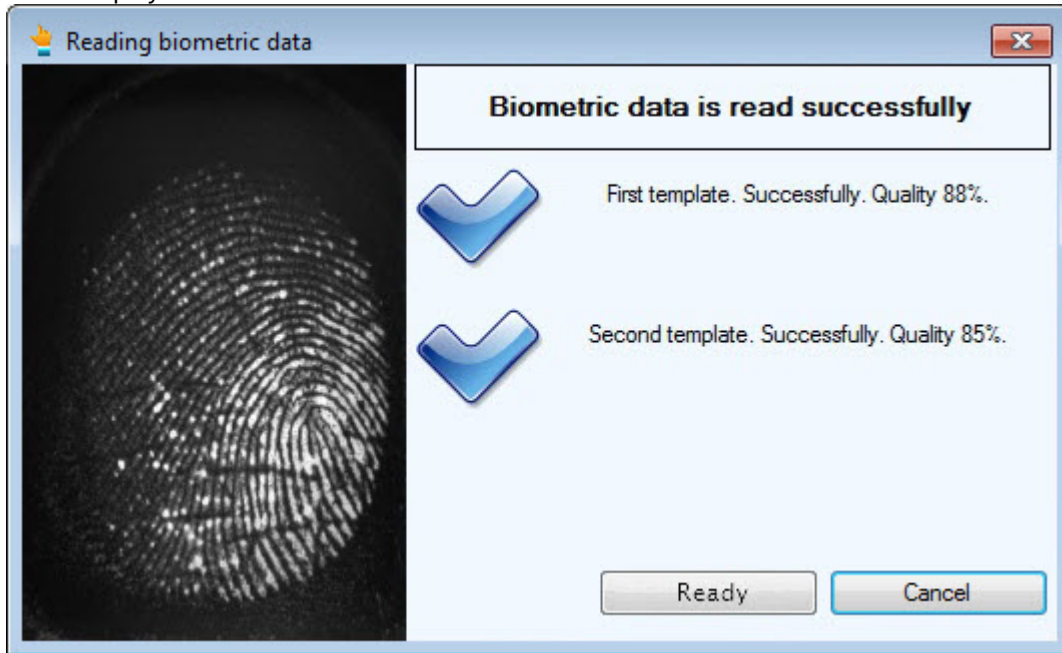 Reading biometric data
Biometric data is read successfully
First template. Successfully. Quality 88%.
Second template. Successfully. Quality 85%.
Ready Cancel